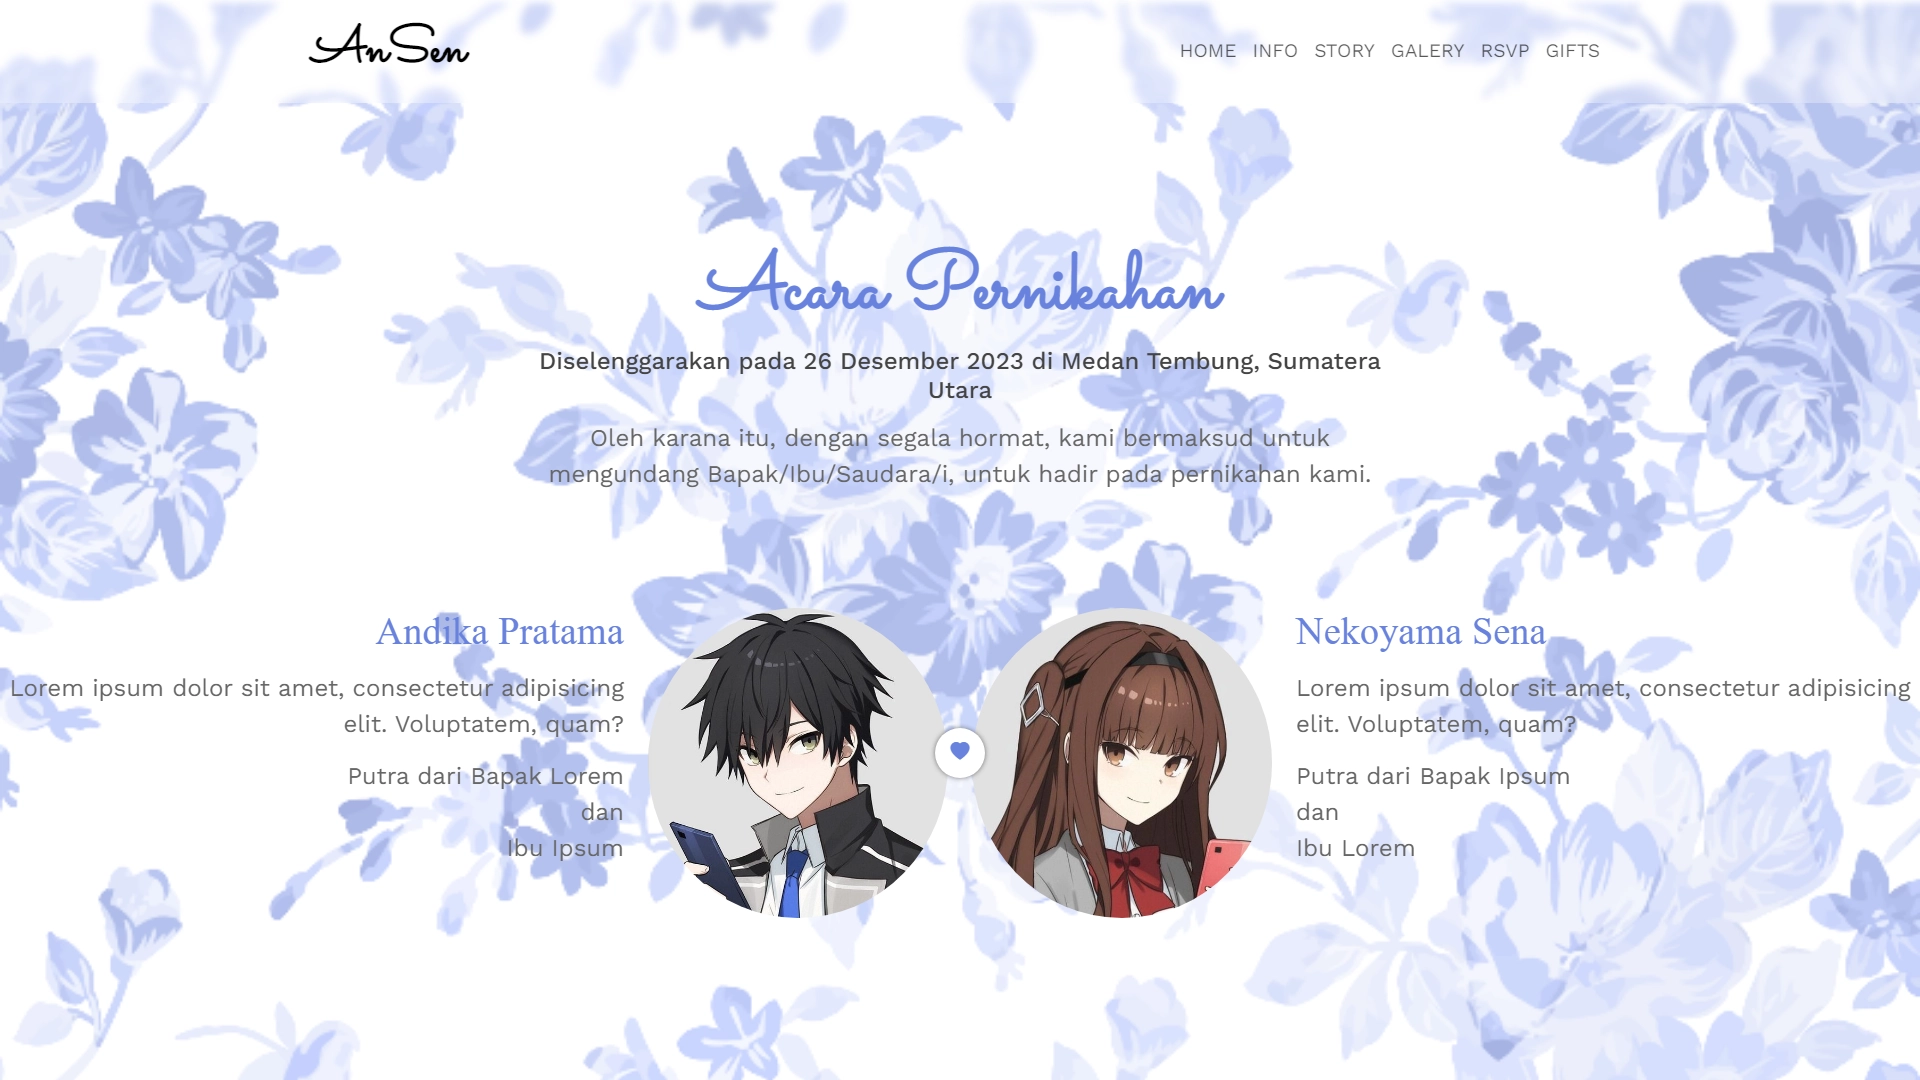 AnSen
HOME INFO STORY GALERY RSVP GIFTS
Acara Pernikahan
Diselenggarakan pada 26 Desember 2023 di Medan Tembung, Sumatera
Utara
Oleh karana itu, dengan segala hormat, kami bermaksud untuk
mengundang Bapak/Ibu/Saudara/i, untuk hadir pada pernikahan kami.
Andika Pratama
Lorem ipsum dolor sit amet, consectetur adipisicing
elit. Voluptatem, quam?
Putra dari Bapak Lorem
dan
Ibu Ipsum
Nekoyama Sena
Lorem ipsum dolor sit amet, consectetur adipisicing
elit. Voluptatem, quam?
Putra dari Bapak Ipsum
dan
Ibu Lorem